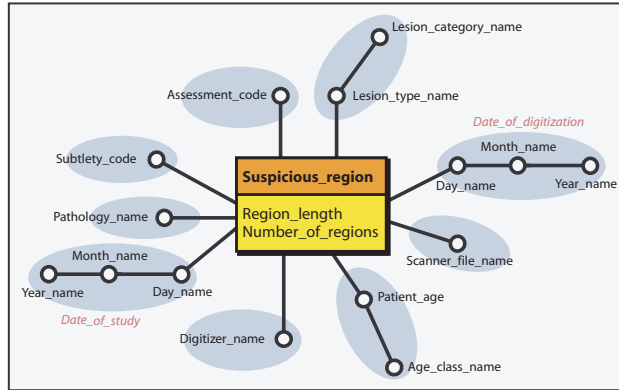 Lesion_category_name
Assessment_code
Lesion_type_name
Date_of_digitization
Month_name
Subtlety_code
Day_name
Year_name
Suspicious_region
Region_length
Number_of_regions
Pathology_name
Scanner_file_name
Month_name
Year_name
Day_name
Date_of_study
Patient_age
Digitizer_name
Age_class_name